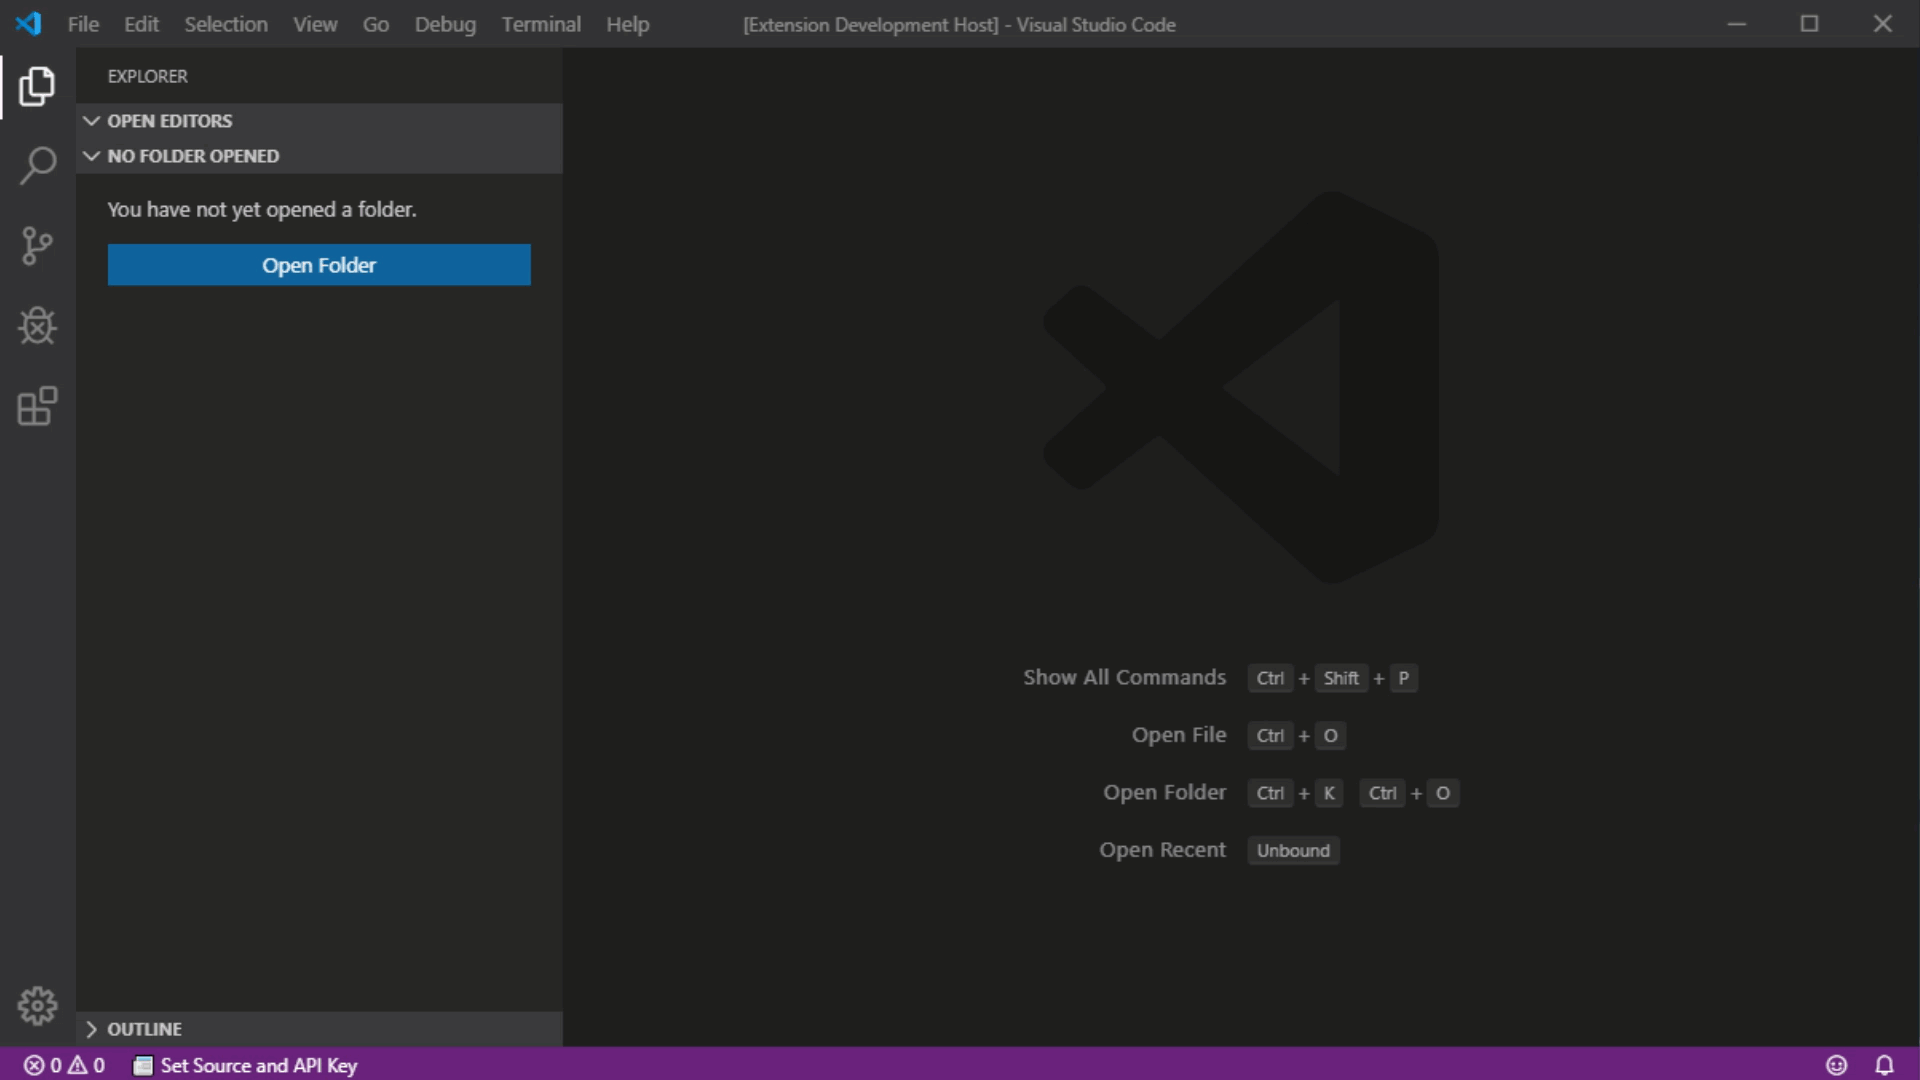 File Edit Selection View Go Debug Terminal Help [Extension Development Host] - Visual Studio Code
EXPLORER
OPEN EDITORS
NO FOLDER OPENED
You have not yet opened a folder.
Open Folder
Show All Commands Ctrl + Shift + P
Open File Ctrl + O
Open Folder Ctrl + K Ctrl + O
Open Recent Unbound
OUTLINE
0 0 Set Source and API Key